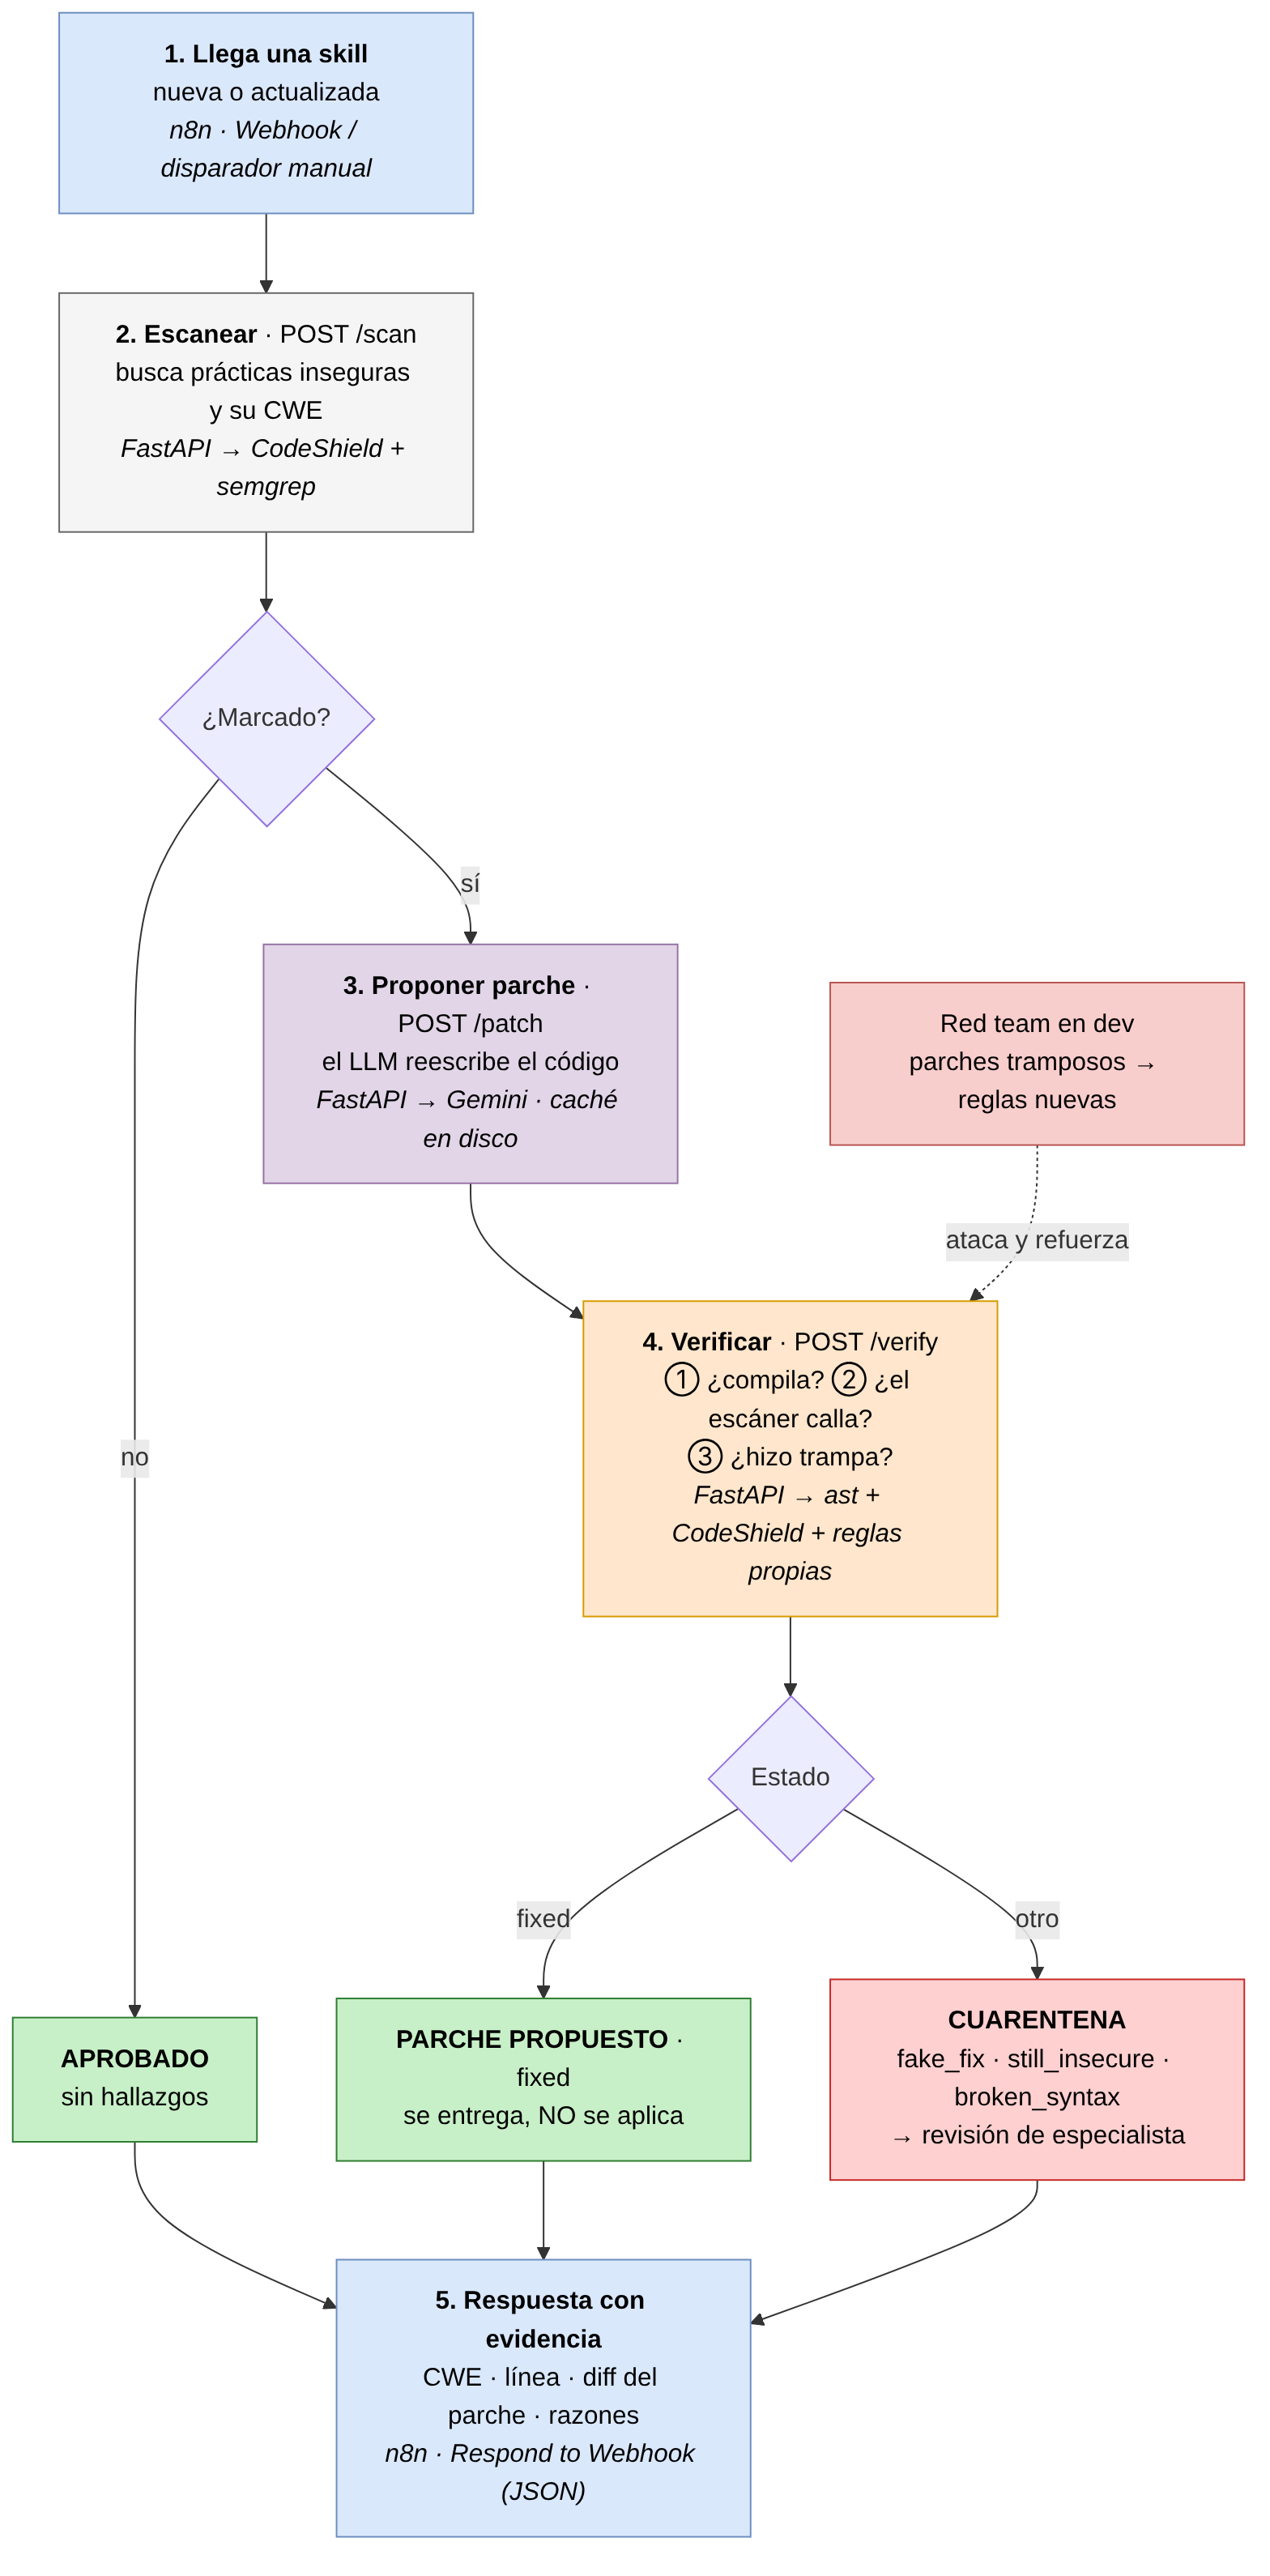 1. Llega una skill
nueva o actualizada
n8n · Webhook /
disparador manual
2. Escanear · POST /scan
busca prácticas inseguras
y su CWE
FastAPI → CodeShield +
semgrep
¿Marcado?
sí
3. Proponer parche ·
POST /patch
el LLM reescribe el código
FastAPI → Gemini · caché
en disco
Red team en dev
parches tramposos →
reglas nuevas
ataca y refuerza
4. Verificar · POST /verify
① ¿compila? ② ¿el
escáner calla?
③ ¿hizo trampa?
FastAPI → ast +
CodeShield + reglas
propias
no
Estado
fixed
otro
APROBADO
sin hallazgos
PARCHE PROPUESTO ·
fixed
se entrega, NO se aplica
CUARENTENA
fake_fix · still_insecure ·
broken_syntax
→ revisión de especialista
5. Respuesta con
evidencia
CWE · línea · diff del
parche · razones
n8n · Respond to Webhook
(JSON)